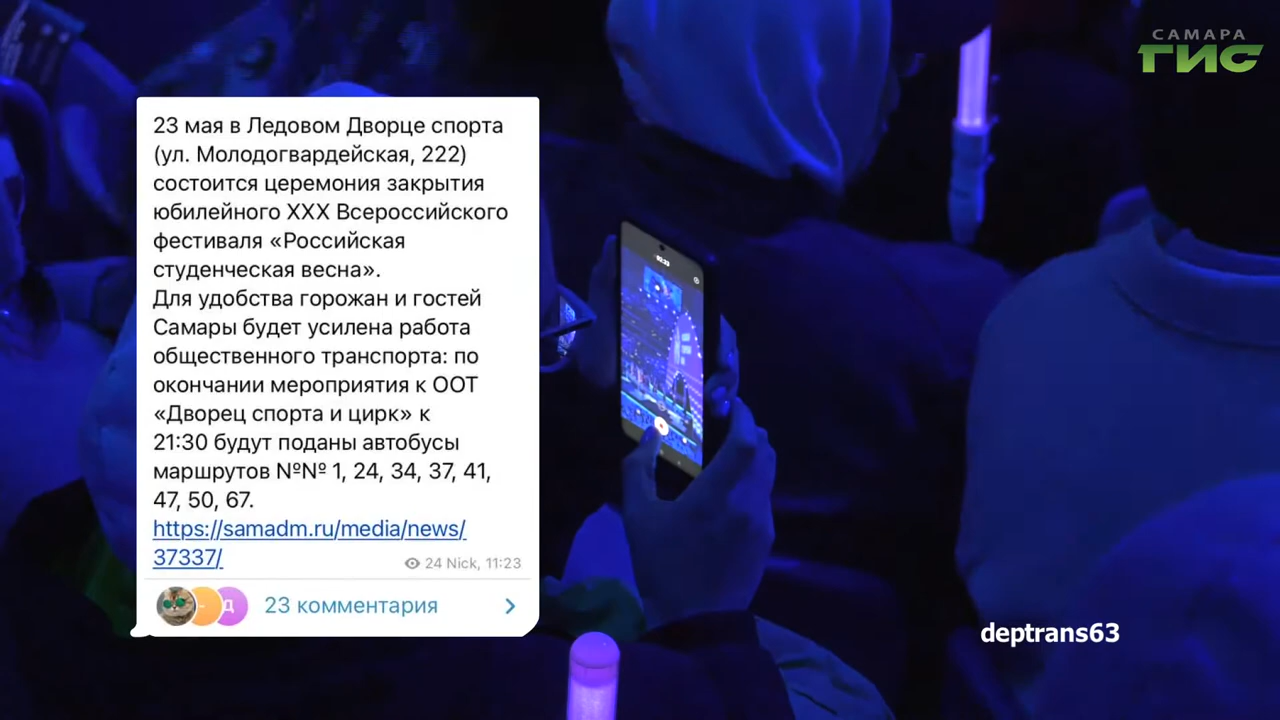 САМАРА
ГИС
23 мая в Ледовом Дворце спорта
(ул. Молодогвардейская, 222)
состоится церемония закрытия
юбилейного XXX Всероссийского
фестиваля «Российская
студенческая весна».
Для удобства горожан и гостей
Самары будет усилена работа
общественного транспорта: по
окончании мероприятия к ООТ
«Дворец спорта и цирк» к
21:30 будут поданы автобусы
маршрутов №№ 1, 24, 34, 37, 41,
47, 50, 67.
https://samadm.ru/media/news/
37337/
24 Nick, 11:23
Д
23 комментария
deptrans63